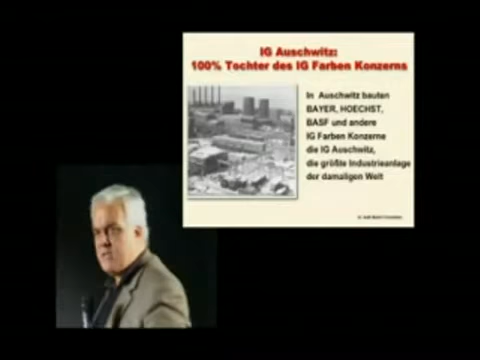 IG Auschwitz:
100% Tochter des IG Farben Konzerns
In Auschwitz bauten
BAYER, HOECHST,
BASF und andere
IG Farben Konzerne
die IG Auschwitz,
die größte Industrieanlage
der damaligen Welt